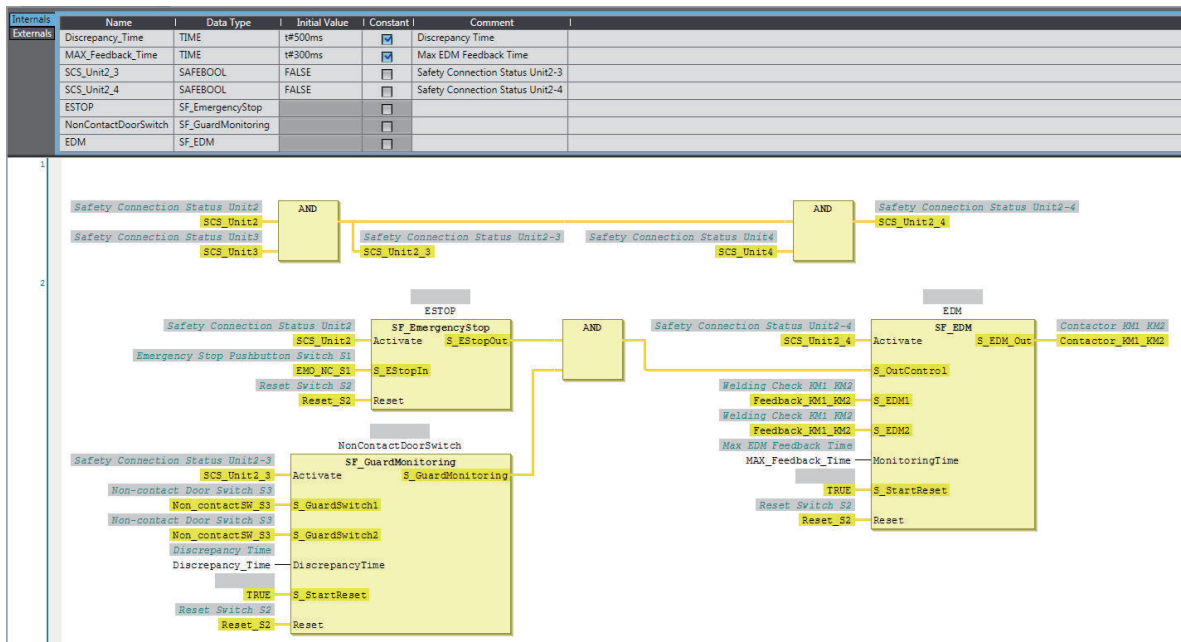 Internals
Externals
Name Data Type Initial Value Constant Comment
Discrepancy_Time TIME t#500ms Discrepancy Time
MAX_Feedback_Time TIME t#300ms Max EDM Feedback Time
SCS_Unit2_3 SAFEBOOL FALSE Safety Connection Status Unit2-3
SCS_Unit2_4 SAFEBOOL FALSE Safety Connection Status Unit2-4
ESTOP SF_EmergencyStop
NonContactDoorSwitch SF_GuardMonitoring
EDM SF_EDM
1
Safety Connection Status Unit2
SCS_Unit2
Safety Connection Status Unit3
SCS_Unit3
AND
Safety Connection Status Unit2-3
SCS_Unit2_3
Safety Connection Status Unit4
SCS_Unit4
AND
Safety Connection Status Unit2-4
SCS_Unit2_4
2
ESTOP
SF_EmergencyStop
Safety Connection Status Unit2
SCS_Unit2 Activate S_EStopOut
Emergency Stop Pushbutton Switch S1
EMO_NC_S1 S_EStopIn
Reset Switch S2
Reset_S2 Reset
AND
NonContactDoorSwitch
SF_GuardMonitoring
Safety Connection Status Unit2-3
SCS_Unit2_3 Activate S_GuardMonitoring
Non-contact Door Switch S3
Non_contactSW_S3 S_GuardSwitch1
Non-contact Door Switch S3
Non_contactSW_S3 S_GuardSwitch2
Discrepancy Time
Discrepancy_Time DiscrepancyTime
TRUE S_StartReset
Reset Switch S2
Reset_S2 Reset
EDM
SF_EDM
Safety Connection Status Unit2-4
SCS_Unit2_4 Activate S_EDM_Out
Contactor KM1 KM2
Contactor_KM1_KM2
S_OutControl
Welding Check KM1 KM2
Feedback_KM1_KM2 S_EDM1
Welding Check KM1 KM2
Feedback_KM1_KM2 S_EDM2
Max EDM Feedback Time
MAX_Feedback_Time MonitoringTime
TRUE S_StartReset
Reset Switch S2
Reset_S2 Reset